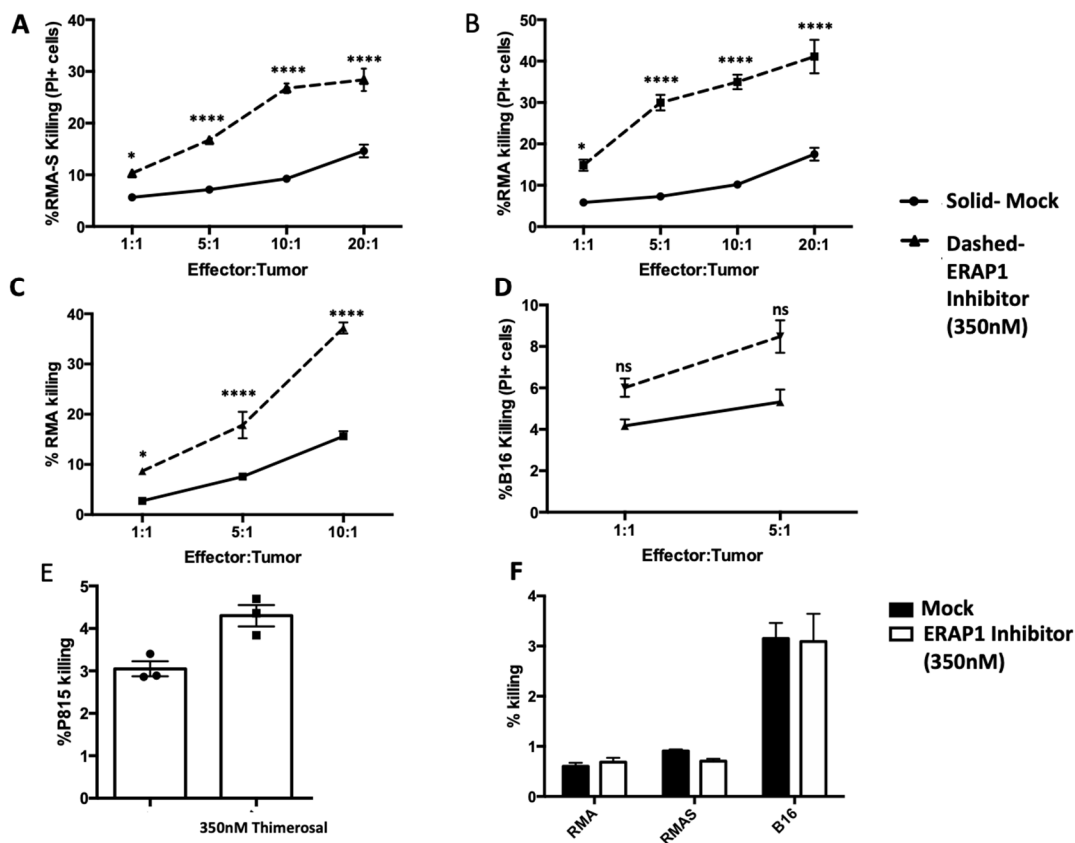 A
%RMA-S Killing (PI+ cells)
40
30
20
10
0
*
****
****
****
1:1
5:1
10:1
20:1
Effector:Tumor
B
%RMA killing (PI+ cells)
50
40
30
20
10
0
*
****
****
****
1:1
5:1
10:1
20:1
Effector:Tumor
Solid- Mock
Dashed-
ERAP1
Inhibitor
(350nM)
C
% RMA killing
40
30
20
10
0
*
****
****
1:1
5:1
10:1
Effector:Tumor
D
%B16 Killing (PI+ cells)
10
8
6
4
2
0
ns
ns
1:1
5:1
Effector:Tumor
E
%P815 killing
5
4
3
2
1
0
350nM Thimerosal
F
% killing
4
3
2
1
0
RMA
RMAS
B16
Mock
ERAP1 Inhibitor
(350nM)